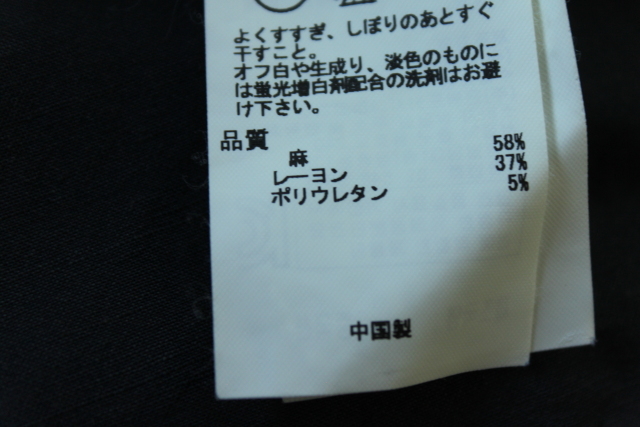 よくすすぎ、しぼりのあとすぐ
干すこと。
オフ白や生成り、淡色のものに
は蛍光増白剤配合の洗剤はお避
け下さい。
品質
麻 58%
レーヨン 37%
ポリウレタン 5%
中国製